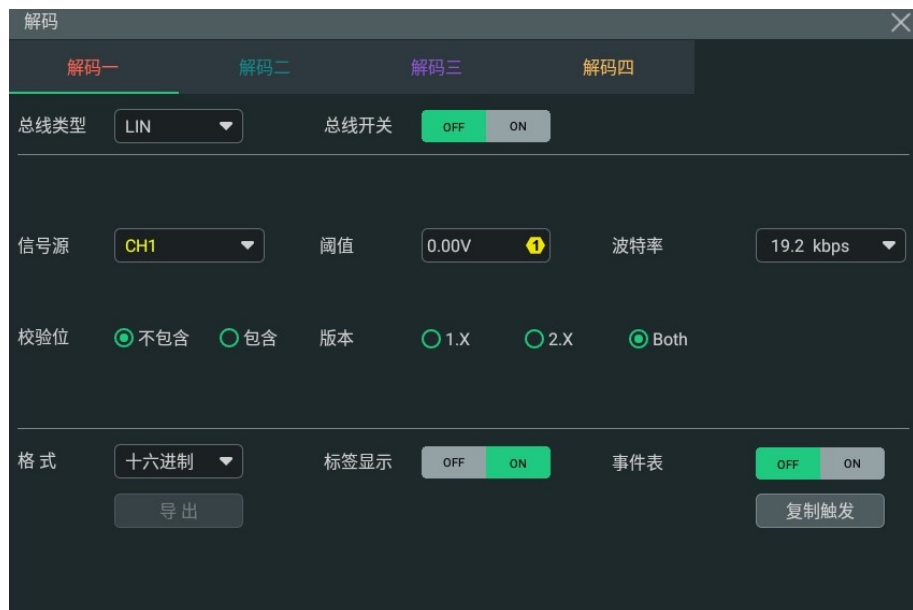 解码
解码一 解码二 解码三 解码四
总线类型 LIN 总线开关 OFF ON
信号源 CH1 阈值 0.00V 1 波特率 19.2 kbps
校验位 不包含 包含 版本 1.X 2.X Both
格式 十六进制 标签显示 OFF ON 事件表 OFF ON
导出 复制触发